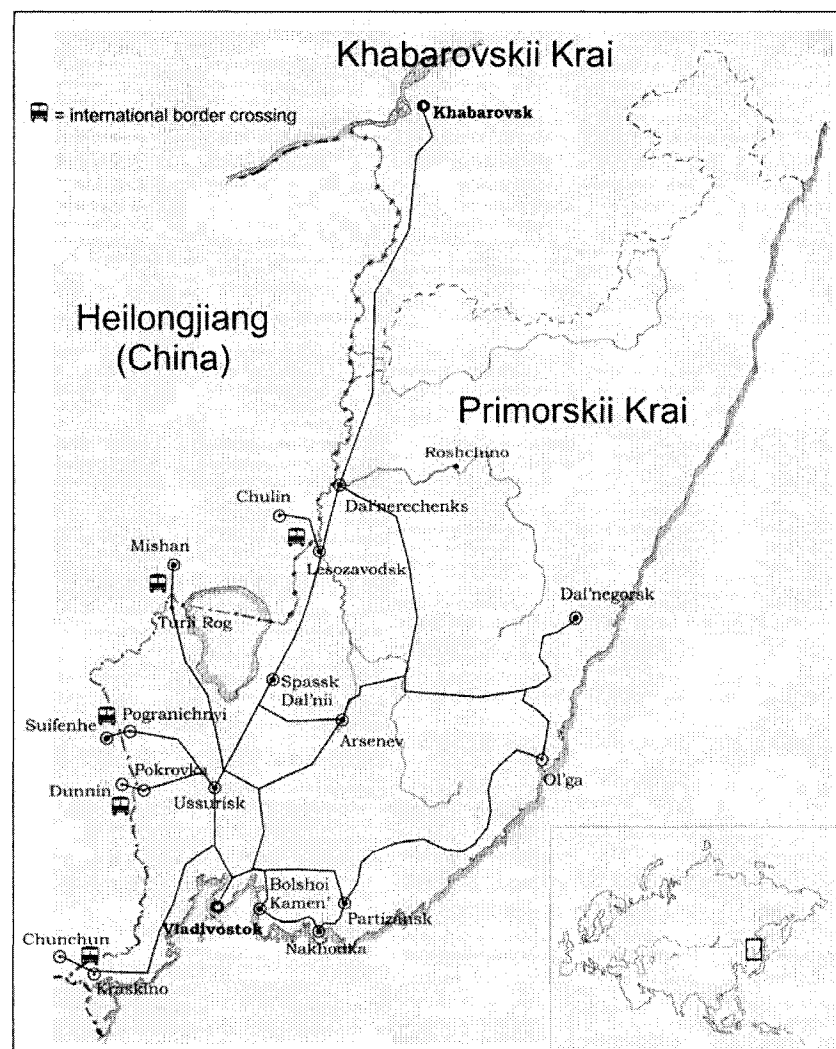 Khabarovskii Krai
= international border crossing
Khabarovsk
Heilongjiang
(China)
Primorskii Krai
Roshchino
Dal'nerechenks
Chulin
Lesozavodsk
Mishan
Turii Rog
Dal'negorsk
Spassk
Dal'nii
Pogranichnyi
Suifenhe
Arsenev
Pokrovka
Dunnin
Ussurisk
Ol'ga
Bolshoi
Kamen'
Partizansk
Vladivostok
Nakhodka
Chunchun
Kraskino